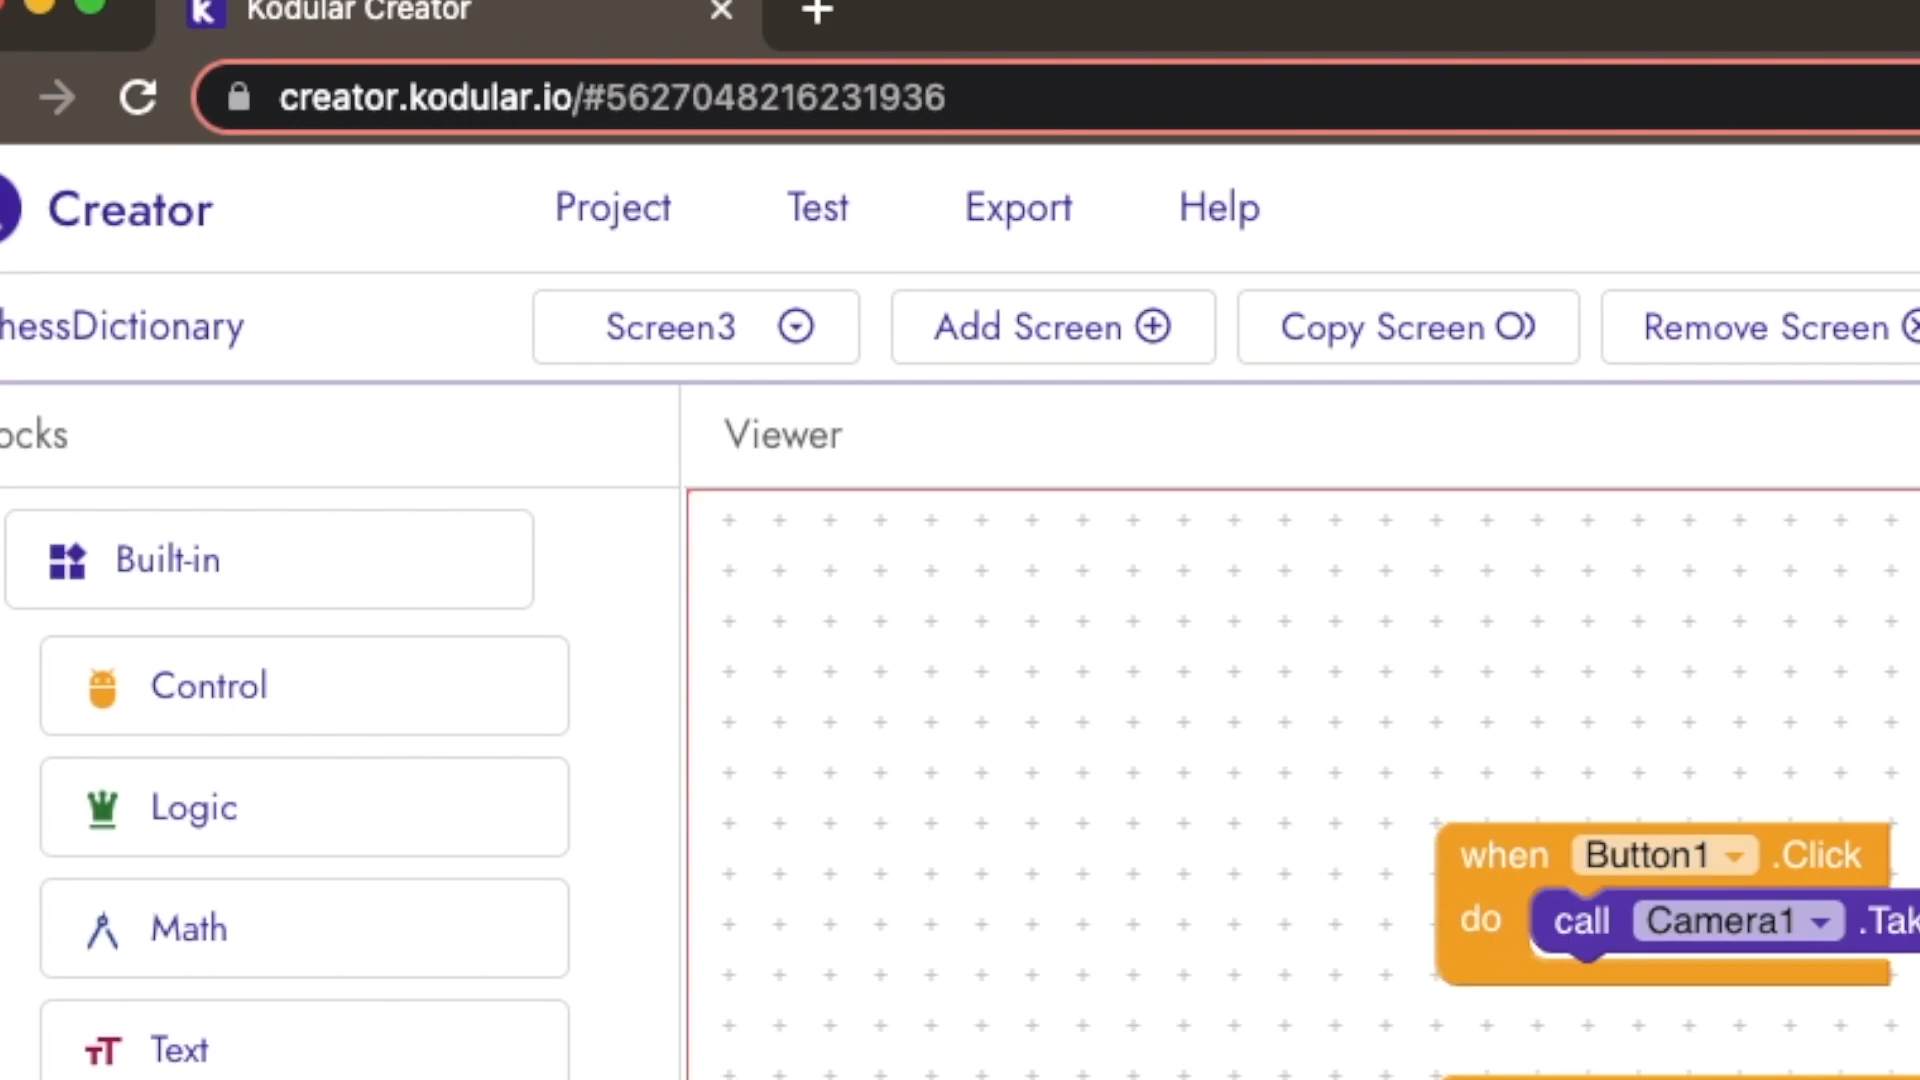 Kodular Creator
creator.kodular.io/#5627048216231936
Creator Project Test Export Help
hessDictionary Screen3 Add Screen Copy Screen Remove Screen
ocks Viewer
Built-in
Control
Logic
Math
Text
when Button1 .Click
do call Camera1 .Tak